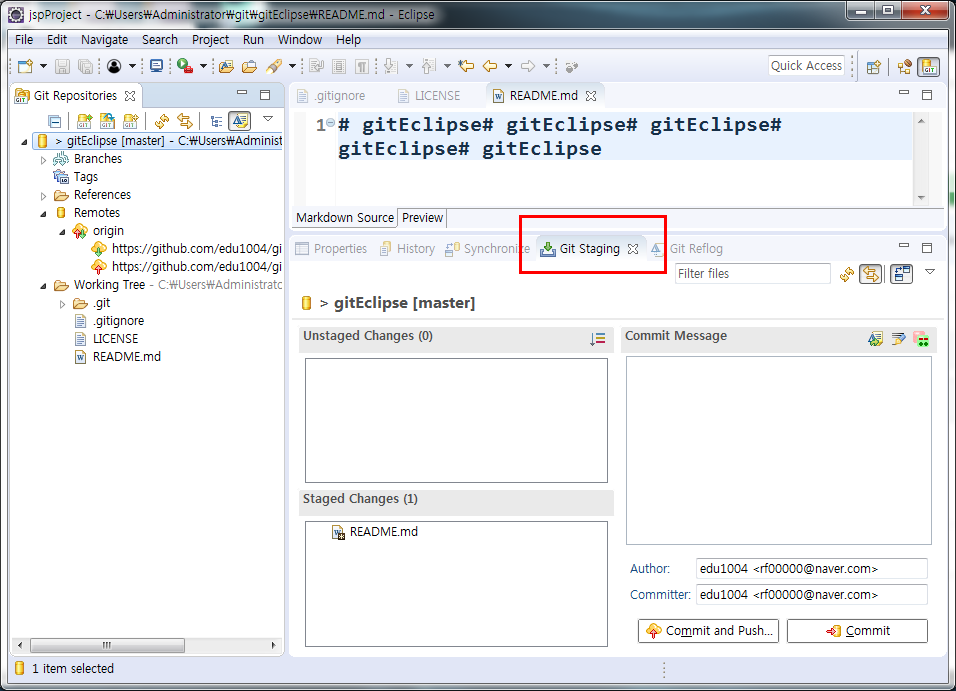 jspProject - C:₩Users₩Administrator₩git₩gitEclipse₩README.md - Eclipse
File Edit Navigate Search Project Run Window Help
Quick Access
Git Repositories
> gitEclipse [master] - C:₩Users₩Administ
Branches
Tags
References
Remotes
origin
https://github.com/edu1004/gi
https://github.com/edu1004/gi
Working Tree - C:₩Users₩Administratc
.git
.gitignore
LICENSE
README.md
1 item selected
.gitignore LICENSE README.md
1 # gitEclipse# gitEclipse# gitEclipse#
gitEclipse# gitEclipse
Markdown Source Preview
Properties History Synchronize Git Staging Git Reflog
Filter files
> gitEclipse [master]
Unstaged Changes (0)
Staged Changes (1)
README.md
Commit Message
Author: edu1004 <rf00000@naver.com>
Committer: edu1004 <rf00000@naver.com>
Commit and Push... Commit